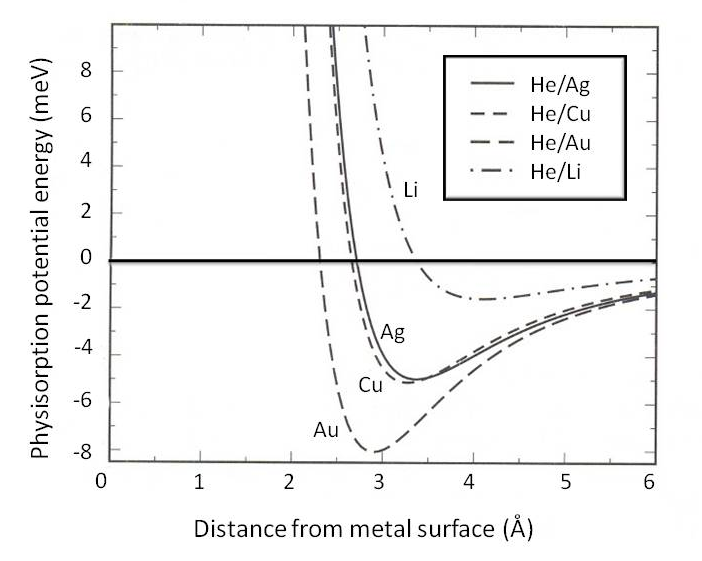 Physisorption potential energy (meV)
8
6
4
2
0
-2
-4
-6
-8
He/Ag
He/Cu
He/Au
He/Li
Li
Ag
Cu
Au
0 1 2 3 4 5 6
Distance from metal surface (Å)